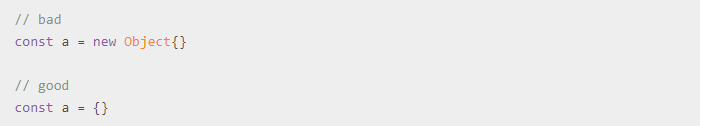 // bad
const a = new Object{}
// good
const a = {}